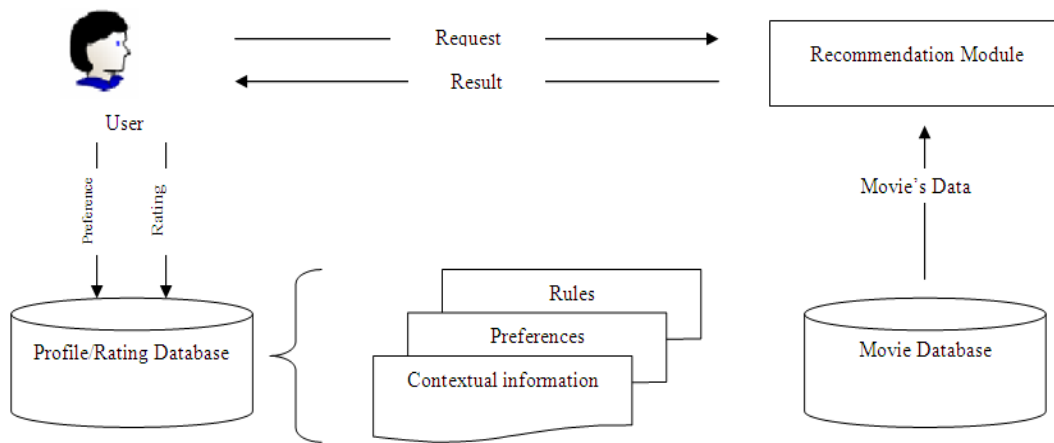 Request
Recommendation Module
Result
User
Preference
Rating
Movie's Data
Rules
Profile/Rating Database
Preferences
Movie Database
Contextual information